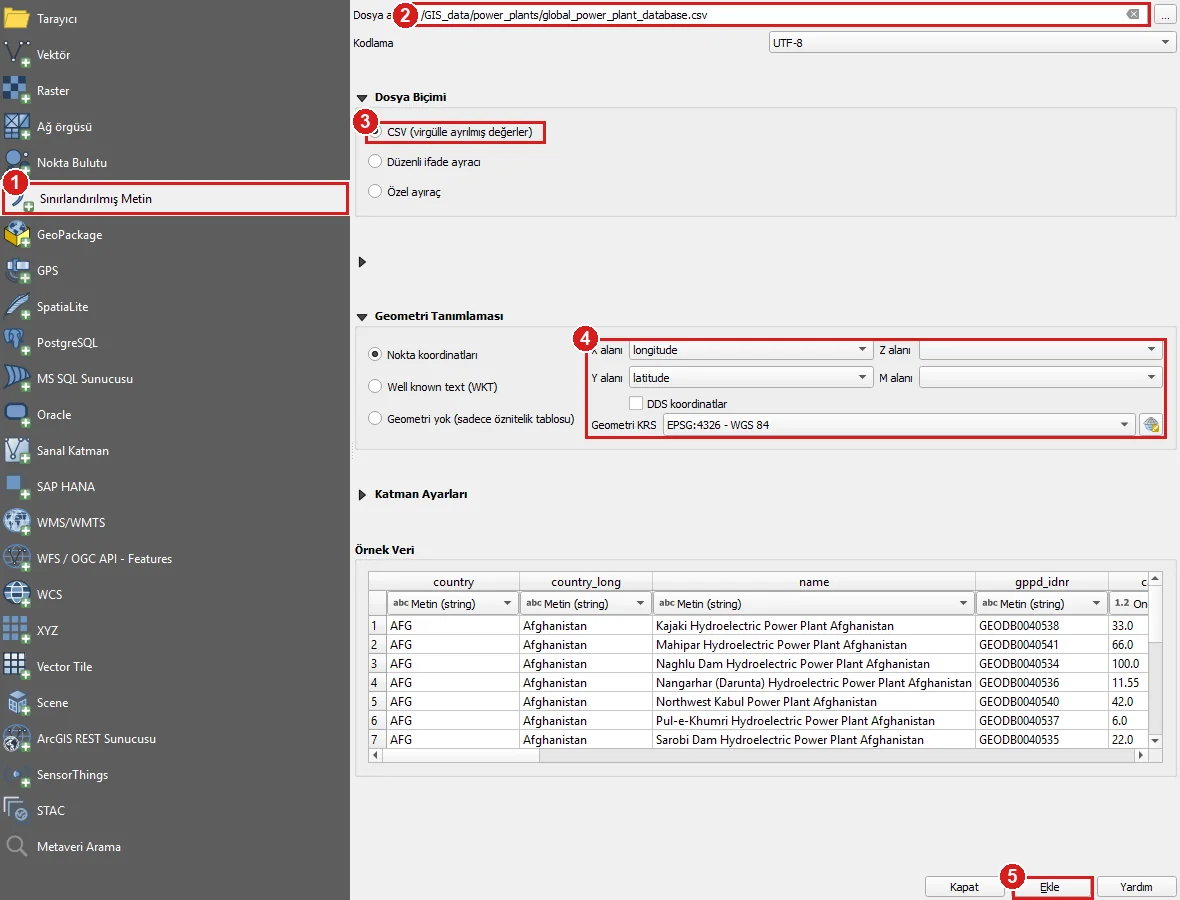 Tarayıcı
Vektör
Raster
Ağ örgüsü
Nokta Bulutu
1
Sınırlandırılmış Metin
GeoPackage
GPS
SpatiaLite
PostgreSQL
MS SQL Sunucusu
Oracle
Sanal Katman
SAP HANA
WMS/WMTS
WFS / OGC API - Features
WCS
XYZ
Vector Tile
Scene
ArcGIS REST Sunucusu
SensorThings
STAC
Metaveri Arama
Dosya a 2 /GIS_data/power_plants/global_power_plant_database.csv ...
Kodlama UTF-8
Dosya Biçimi
3
CSV (virgülle ayrılmış değerler)
Düzenli ifade ayracı
Özel ayıraç
Geometri Tanımlaması
4
Nokta koordinatları
Well known text (WKT)
Geometri yok (sadece öznitelik tablosu)
X alanı longitude Z alanı
Y alanı latitude M alanı
DDS koordinatlar
Geometri KRS EPSG:4326 - WGS 84
Katman Ayarları
Örnek Veri
country country_long name gppd_idnr c
abc Metin (string) abc Metin (string) abc Metin (string) abc Metin (string) 1.2 On
1 AFG Afghanistan Kajaki Hydroelectric Power Plant Afghanistan GEODB0040538 33.0
2 AFG Afghanistan Mahipar Hydroelectric Power Plant Afghanistan GEODB0040541 66.0
3 AFG Afghanistan Naghlu Dam Hydroelectric Power Plant Afghanistan GEODB0040534 100.0
4 AFG Afghanistan Nangarhar (Darunta) Hydroelectric Power Plant Afghanistan GEODB0040536 11.55
5 AFG Afghanistan Northwest Kabul Power Plant Afghanistan GEODB0040540 42.0
6 AFG Afghanistan Pul-e-Khumri Hydroelectric Power Plant Afghanistan GEODB0040537 6.0
7 AFG Afghanistan Sarobi Dam Hydroelectric Power Plant Afghanistan GEODB0040535 22.0
5
Kapat Ekle Yardım